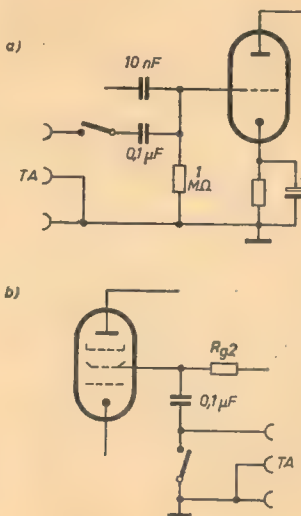 a)
10 nF
0,1 µF
TA
1
MΩ
b)
Rg2
0,1 µF
TA